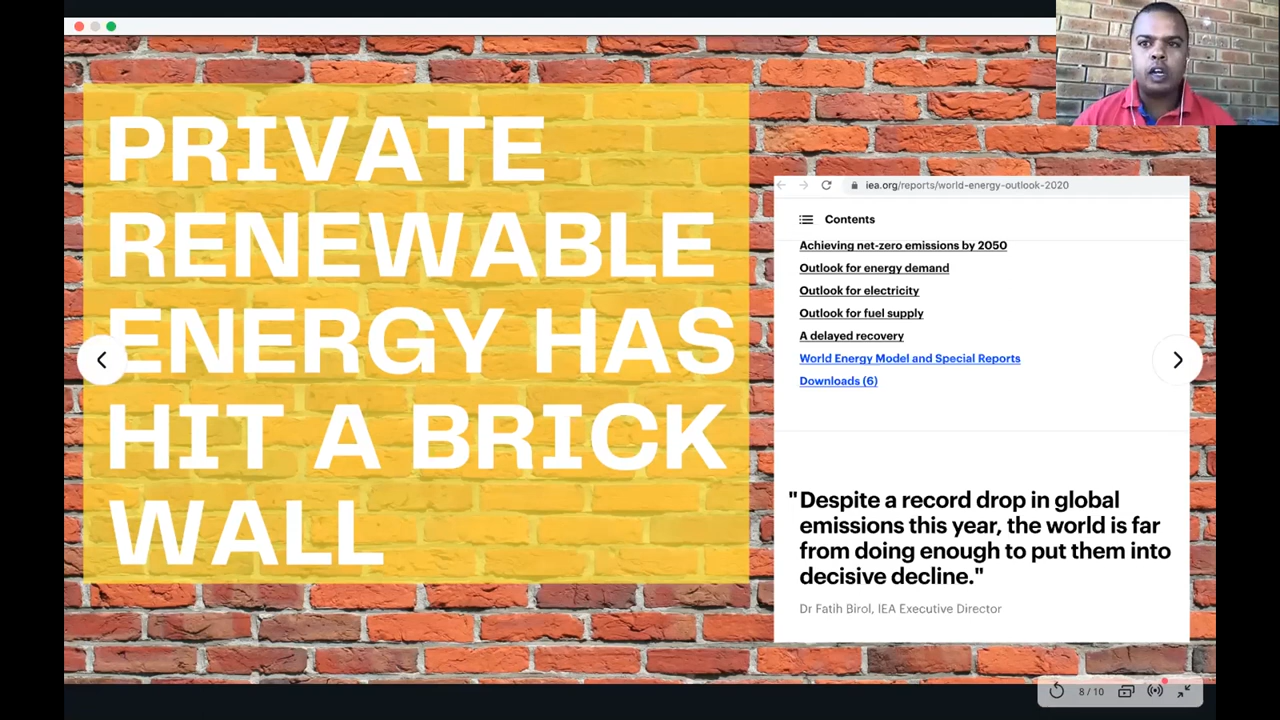 PRIVATE
RENEWABLE
ENERGY HAS
HIT A BRICK
WALL
iea.org/reports/world-energy-outlook-2020
Contents
Achieving net-zero emissions by 2050
Outlook for energy demand
Outlook for electricity
Outlook for fuel supply
A delayed recovery
World Energy Model and Special Reports
Downloads (6)
"Despite a record drop in global
emissions this year, the world is far
from doing enough to put them into
decisive decline."
Dr Fatih Birol, IEA Executive Director
8 / 10